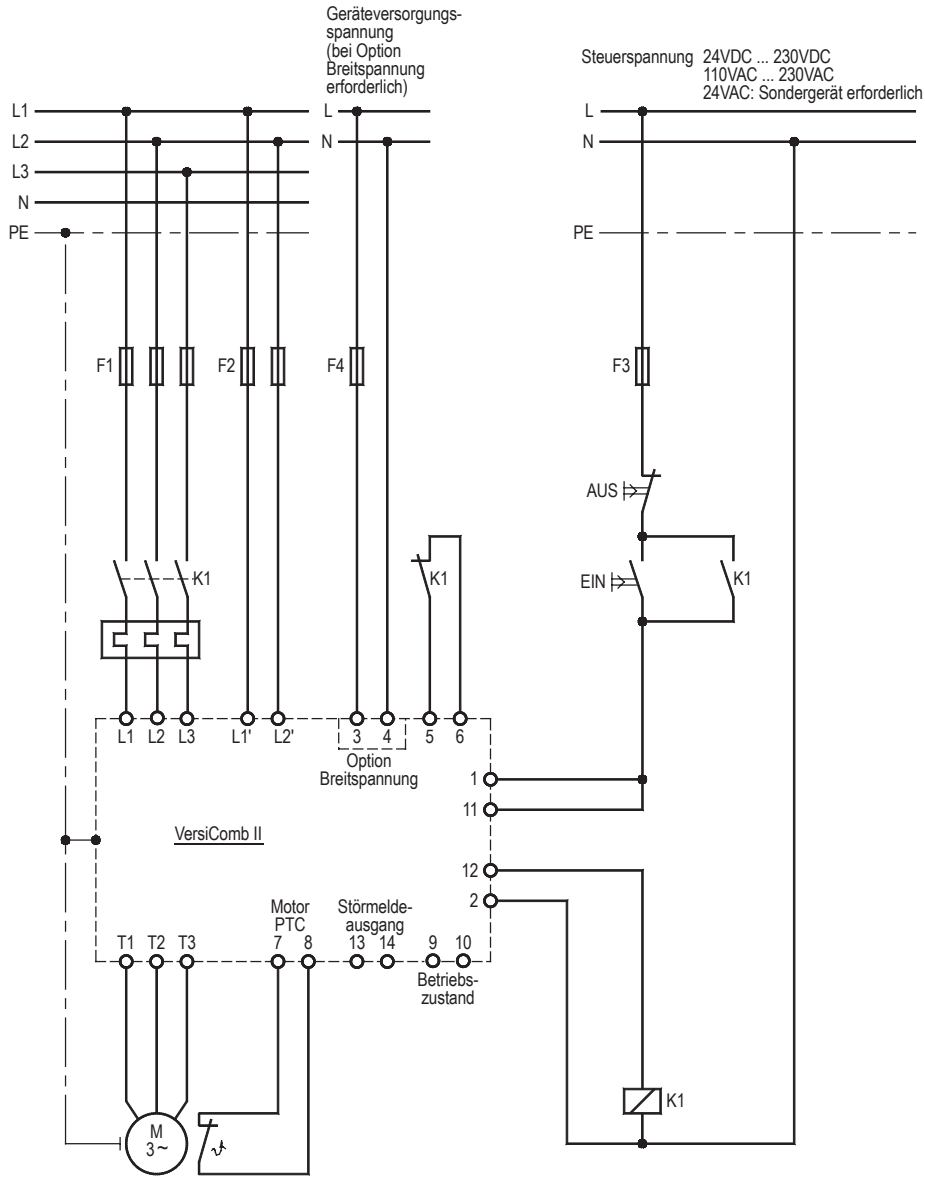 Geräteversorgungs-
spannung
(bei Option
Breitspannung
erforderlich)
Steuerspannung 24VDC ... 230VDC
110VAC ... 230VAC
24VAC: Sondergerät erforderlich
L1
L
L
L2
N
N
L3
N
PE
PE
F1
F2
F4
F3
AUS
K1
K1
EIN
K1
L1
L2
L3
L1'
L2'
3
4
5
6
Option
Breitspannung
1
11
VersiComb II
12
2
Motor
PTC
Störmelde-
ausgang
T1
T2
T3
7
8
13
14
9
10
Betriebs-
zustand
K1
M
3~
ϑ